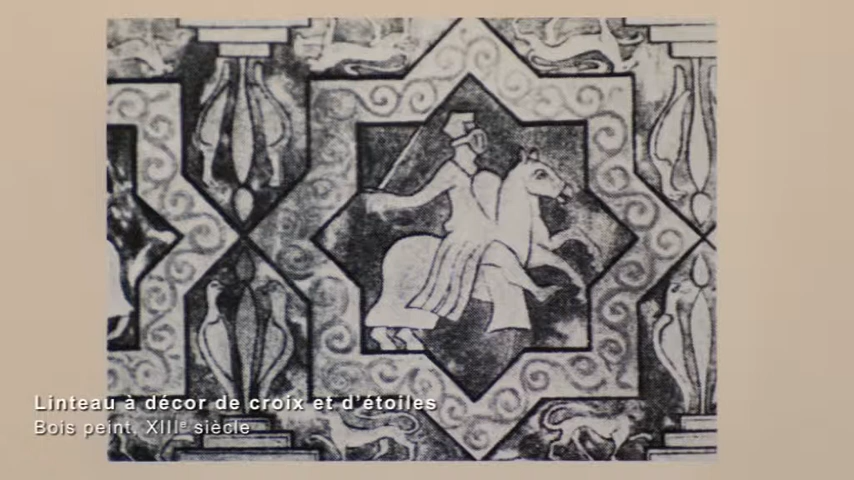 Linteau à décor de croix et d'étoiles
Bois peint, XIIIᵉ siècle